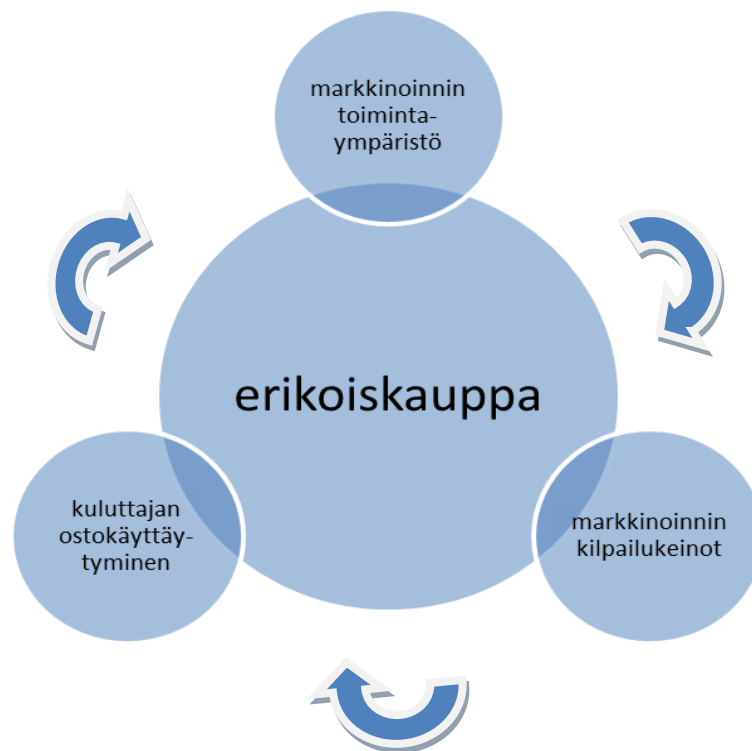 markkinoinnin
toiminta-
ympäristö
erikoiskauppa
kuluttajan
ostokäyttäy-
tyminen
markkinoinnin
kilpailukeinot